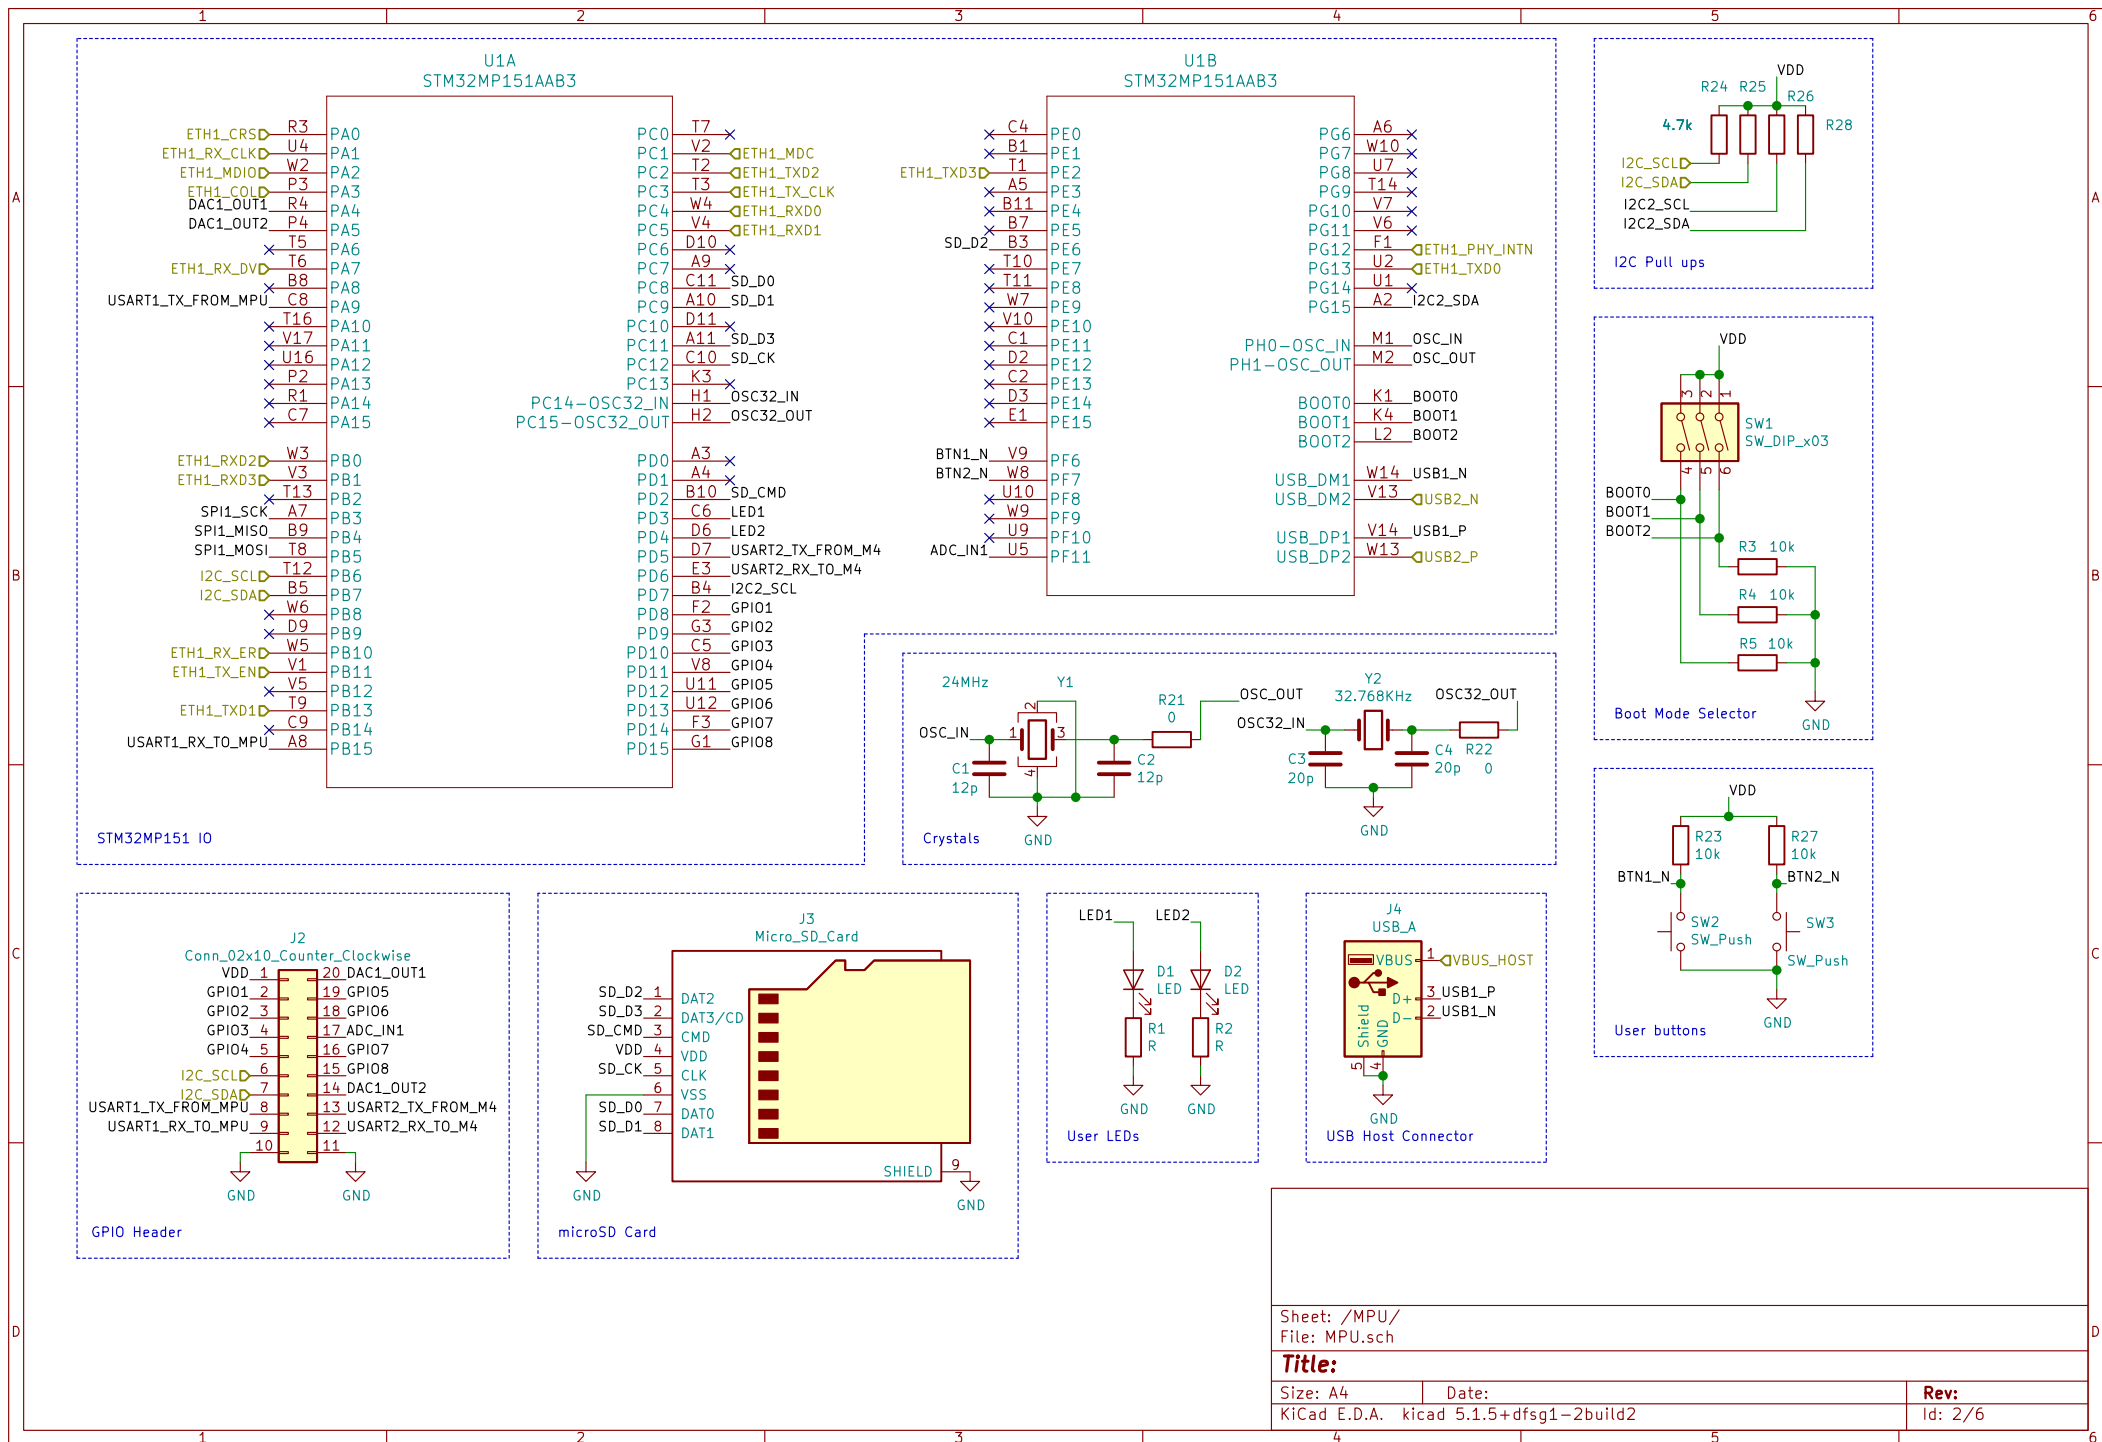 1 2 3 4 5 6
A A
B B
C C
D D
1 2 3 4 5 6
U1A
STM32MP151AAB3
ETH1_CRS R3 PA0
ETH1_RX_CLK U4 PA1
ETH1_MDIO W2 PA2
ETH1_COL P3 PA3
DAC1_OUT1 R4 PA4
DAC1_OUT2 P4 PA5
T5 PA6
ETH1_RX_DV T6 PA7
B8 PA8
USART1_TX_FROM_MPU C8 PA9
T16 PA10
V17 PA11
U16 PA12
P2 PA13
R1 PA14
C7 PA15
ETH1_RXD2 W3 PB0
ETH1_RXD3 V3 PB1
T13 PB2
SPI1_SCK A7 PB3
SPI1_MISO B9 PB4
SPI1_MOSI T8 PB5
I2C_SCL T12 PB6
I2C_SDA B5 PB7
W6 PB8
D9 PB9
ETH1_RX_ER W5 PB10
ETH1_TX_EN V1 PB11
V5 PB12
ETH1_TXD1 T9 PB13
C9 PB14
USART1_RX_TO_MPU A8 PB15
PC0 T7
PC1 V2 ETH1_MDC
PC2 T2 ETH1_TXD2
PC3 T3 ETH1_TX_CLK
PC4 W4 ETH1_RXD0
PC5 V4 ETH1_RXD1
PC6 D10
PC7 A9
PC8 C11 SD_D0
PC9 A10 SD_D1
PC10 D11
PC11 A11 SD_D3
PC12 C10 SD_CK
PC13 K3
PC14-OSC32_IN H1 OSC32_IN
PC15-OSC32_OUT H2 OSC32_OUT
PD0 A3
PD1 A4
PD2 B10 SD_CMD
PD3 C6 LED1
PD4 D6 LED2
PD5 D7 USART2_TX_FROM_M4
PD6 E3 USART2_RX_TO_M4
PD7 B4 I2C2_SCL
PD8 F2 GPIO1
PD9 G3 GPIO2
PD10 C5 GPIO3
PD11 V8 GPIO4
PD12 U11 GPIO5
PD13 U12 GPIO6
PD14 F3 GPIO7
PD15 G1 GPIO8
STM32MP151 IO
U1B
STM32MP151AAB3
C4 PE0
B1 PE1
ETH1_TXD3 T1 PE2
A5 PE3
B11 PE4
B7 PE5
SD_D2 B3 PE6
T10 PE7
T11 PE8
W7 PE9
V10 PE10
C1 PE11
D2 PE12
C2 PE13
D3 PE14
E1 PE15
BTN1_N V9 PF6
BTN2_N W8 PF7
U10 PF8
W9 PF9
U9 PF10
ADC_IN1 U5 PF11
PG6 A6
PG7 W10
PG8 U7
PG9 T14
PG10 V7
PG11 V6
PG12 F1 ETH1_PHY_INTN
PG13 U2 ETH1_TXD0
PG14 U1
PG15 A2 I2C2_SDA
PH0-OSC_IN M1 OSC_IN
PH1-OSC_OUT M2 OSC_OUT
BOOT0 K1 BOOT0
BOOT1 K4 BOOT1
BOOT2 L2 BOOT2
USB_DM1 W14 USB1_N
USB_DM2 V13 USB2_N
USB_DP1 V14 USB1_P
USB_DP2 W13 USB2_P
VDD
R24 R25 R26
4.7k R28
I2C_SCL
I2C_SDA
I2C2_SCL
I2C2_SDA
I2C Pull ups
VDD
3 2 1
SW1
SW_DIP_x03
4 5 6
BOOT0
BOOT1
BOOT2
R3 10k
R4 10k
R5 10k
Boot Mode Selector
GND
24MHz Y1
OSC_IN 1 2 3 4
R21
0
OSC_OUT
C1
12p
C2
12p
GND
Y2
32.768KHz
OSC32_IN OSC32_OUT
C3
20p
C4
20p
R22
0
GND
Crystals
VDD
R23
10k
R27
10k
BTN1_N BTN2_N
SW2
SW_Push
SW3
SW_Push
GND
User buttons
J2
Conn_02x10_Counter_Clockwise
VDD 1 20 DAC1_OUT1
GPIO1 2 19 GPIO5
GPIO2 3 18 GPIO6
GPIO3 4 17 ADC_IN1
GPIO4 5 16 GPIO7
I2C_SCL 6 15 GPIO8
I2C_SDA 7 14 DAC1_OUT2
USART1_TX_FROM_MPU 8 13 USART2_TX_FROM_M4
USART1_RX_TO_MPU 9 12 USART2_RX_TO_M4
10 11
GND GND
GPIO Header
J3
Micro_SD_Card
SD_D2 1 DAT2
SD_D3 2 DAT3/CD
SD_CMD 3 CMD
VDD 4 VDD
SD_CK 5 CLK
6 VSS
SD_D0 7 DAT0
SD_D1 8 DAT1
SHIELD 9
GND GND
microSD Card
LED1 LED2
D1
LED
D2
LED
R1
R
R2
R
GND GND
User LEDs
J4
USB_A
VBUS 1 VBUS_HOST
D+ 3 USB1_P
D- 2 USB1_N
Shield GND
5 4
GND
USB Host Connector
Sheet: /MPU/
File: MPU.sch
Title:
Size: A4 Date: Rev:
KiCad E.D.A. kicad 5.1.5+dfsg1-2build2 Id: 2/6